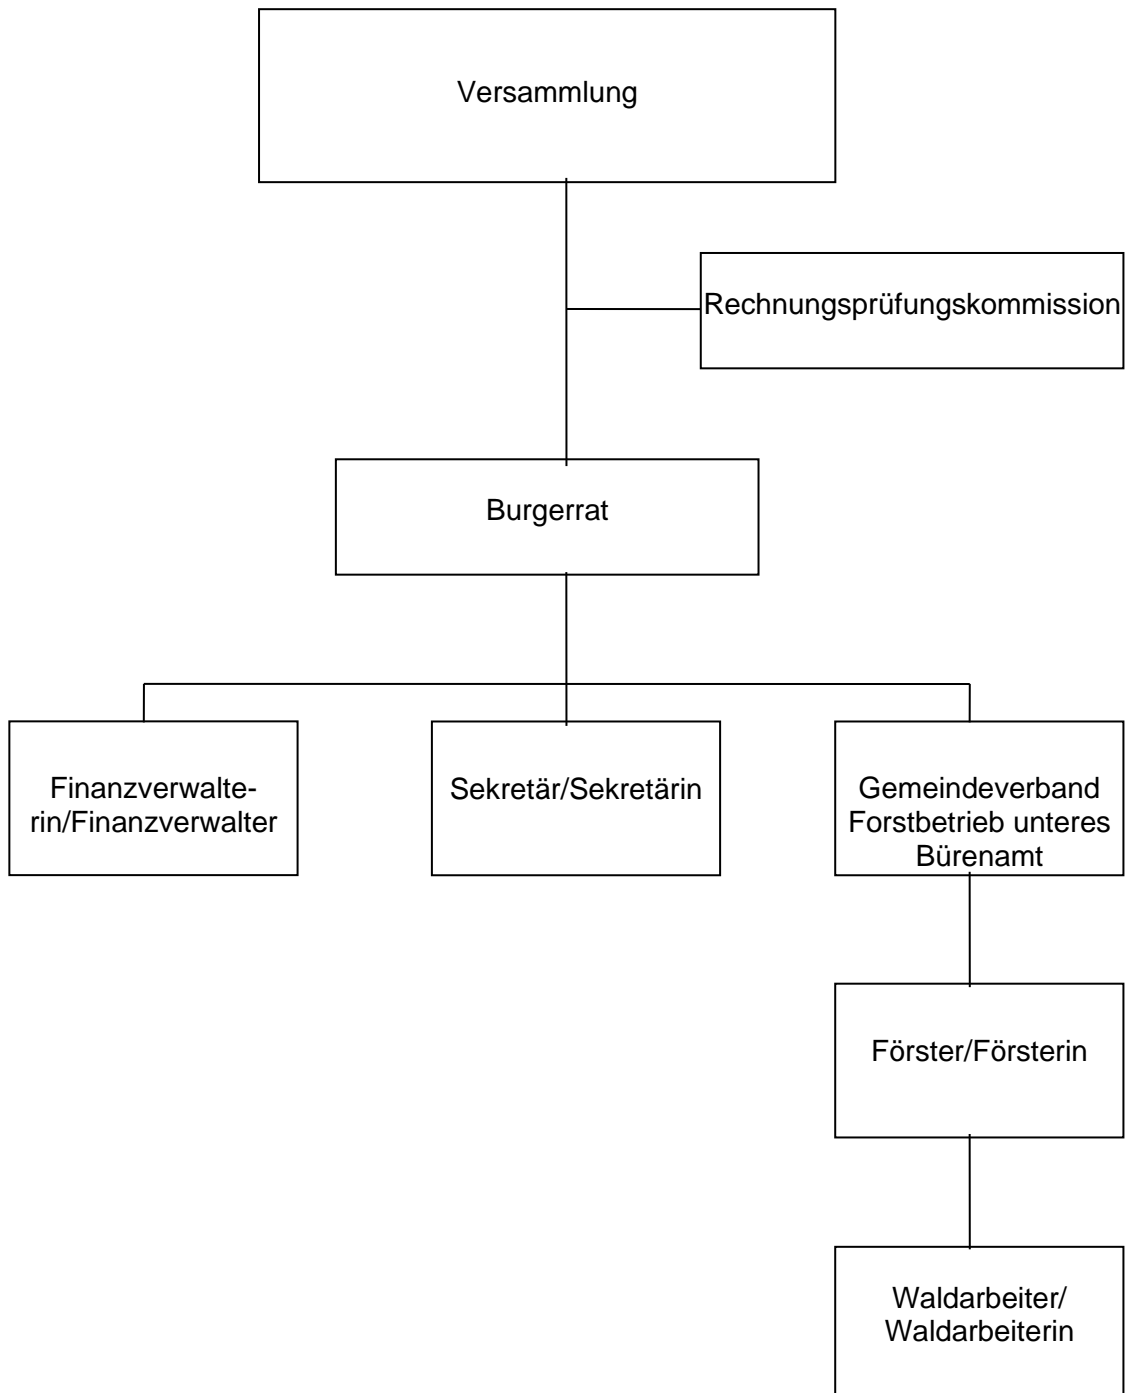 Versammlung
Rechnungsprüfungskommission
Burgerrat
Finanzverwalte-
rin/Finanzverwalter
Sekretär/Sekretärin
Gemeindeverband
Forstbetrieb unteres
Bürenamt
Förster/Försterin
Waldarbeiter/
Waldarbeiterin